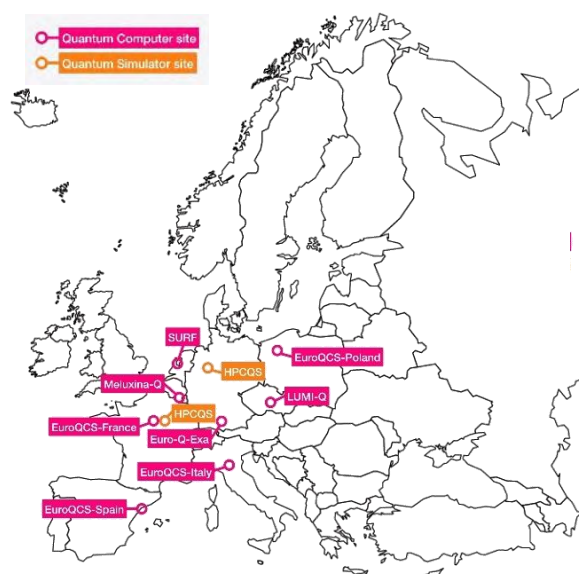 Quantum Computer site
Quantum Simulator site
SURF
EuroQCS-Poland
HPCQS
Meluxina-Q
LUMI-Q
HPCQS
EuroQCS-France
Euro-Q-Exa
EuroQCS-Italy
EuroQCS-Spain